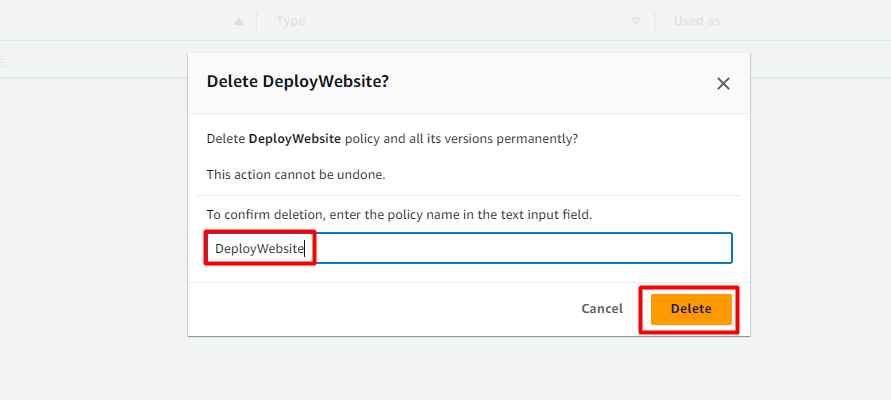 Type Used as
Delete DeployWebsite?
Delete DeployWebsite policy and all its versions permanently?
This action cannot be undone.
To confirm deletion, enter the policy name in the text input field.
DeployWebsite
Cancel Delete